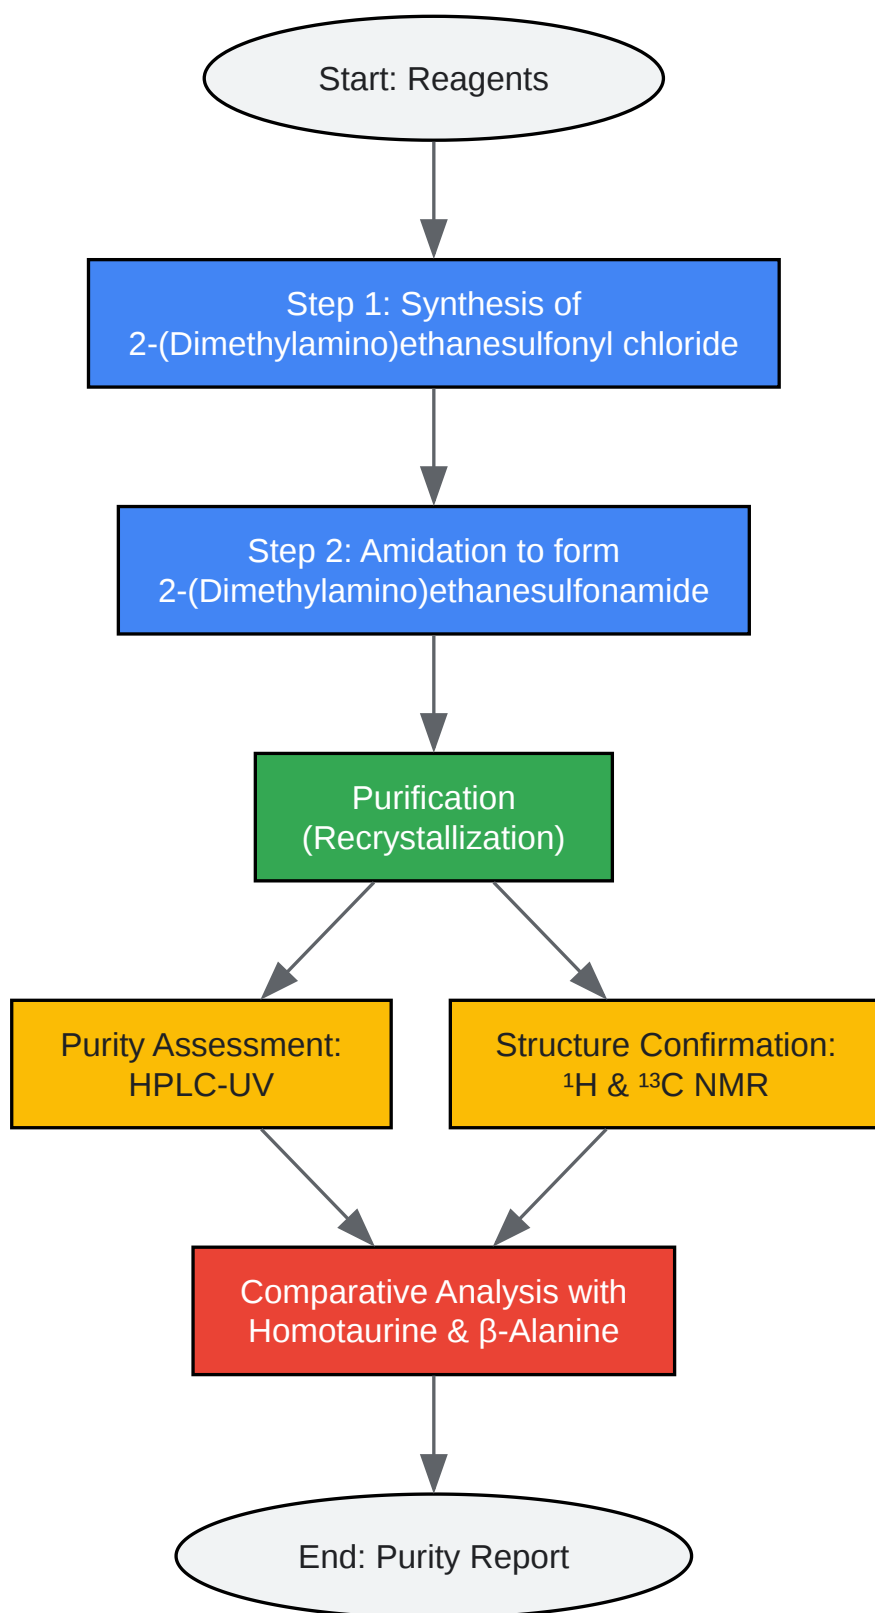 Start: Reagents
Step 1: Synthesis of
2-(Dimethylamino)ethanesulfonyl chloride
Step 2: Amidation to form
2-(Dimethylamino)ethanesulfonamide
Purification
(Recrystallization)
Purity Assessment:
HPLC-UV
Structure Confirmation:
¹H & ¹³C NMR
Comparative Analysis with
Homotaurine & β-Alanine
End: Purity Report